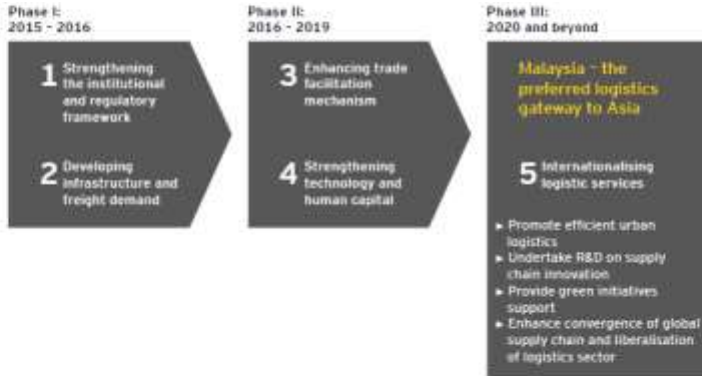 Phase I:
2015 - 2016
1 Strengthening
the institutional
and regulatory
framework
2 Developing
infrastructure and
freight demand
Phase II:
2016 - 2019
3 Enhancing trade
facilitation
mechanism
4 Strengthening
technology and
human capital
Phase III:
2020 and beyond
Malaysia – the
preferred logistics
gateway to Asia
5 Internationalising
logistic services
► Promote efficient urban
logistics
► Undertake R&D on supply
chain innovation
► Provide green initiatives
support
► Enhance convergence of global
supply chain and liberalisation
of logistics sector